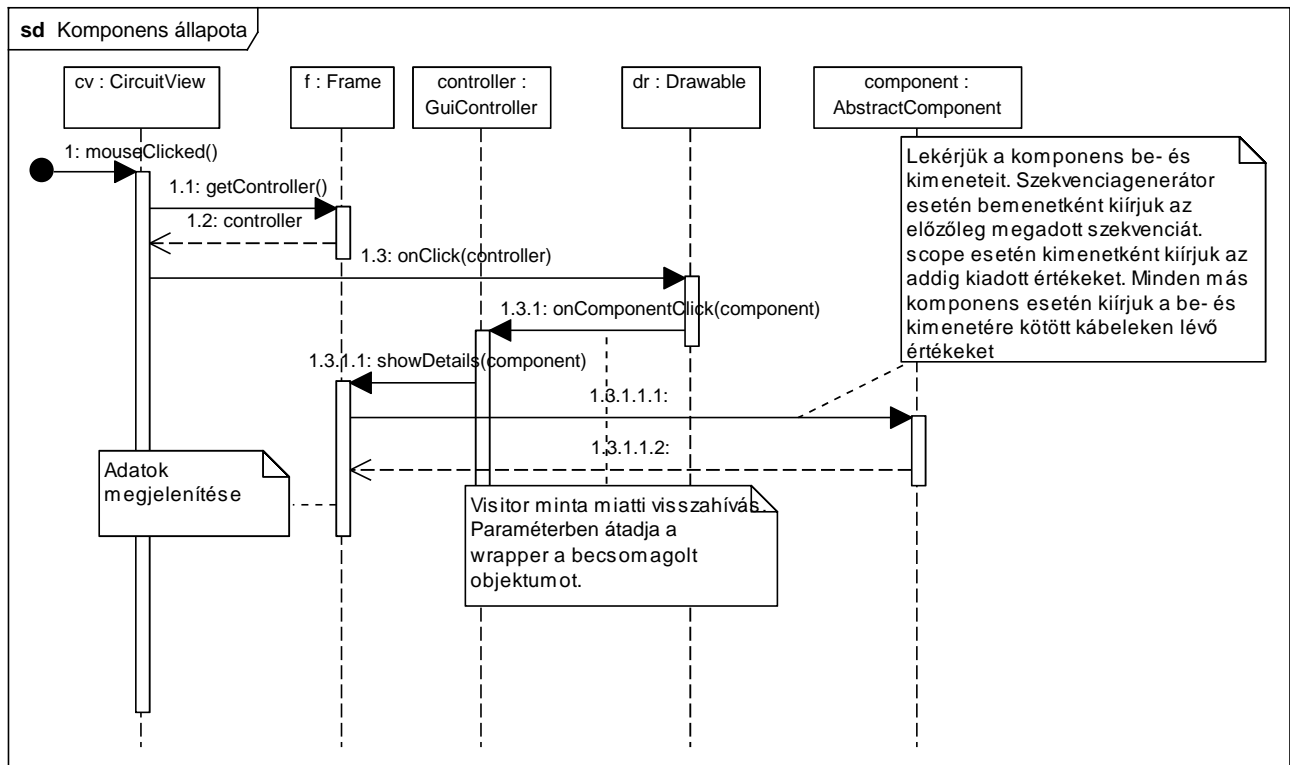 sd Komponens állapota
cv : CircuitView
f : Frame
controller :
GuiController
dr : Drawable
component :
AbstractComponent
1: mouseClicked()
1.1: getController()
1.2: controller
1.3: onClick(controller)
1.3.1: onComponentClick(component)
1.3.1.1: showDetails(component)
1.3.1.1.1:
1.3.1.1.2:
Lekérjük a komponens be- és
kimeneteit. Szekvenciagenerátor
esetén bemenetként kiírjuk az
előzőleg megadott szekvenciát.
scope esetén kimenetként kiírjuk az
addig kiadott értékeket. Minden más
komponens esetén kiírjuk a be- és
kimenetére kötött kábeleken lévő
értékeket
Adatok
megjelenítése
Visitor minta miatti visszahívás.
Paraméterben átadja a
wrapper a becsomagolt
objektumot.